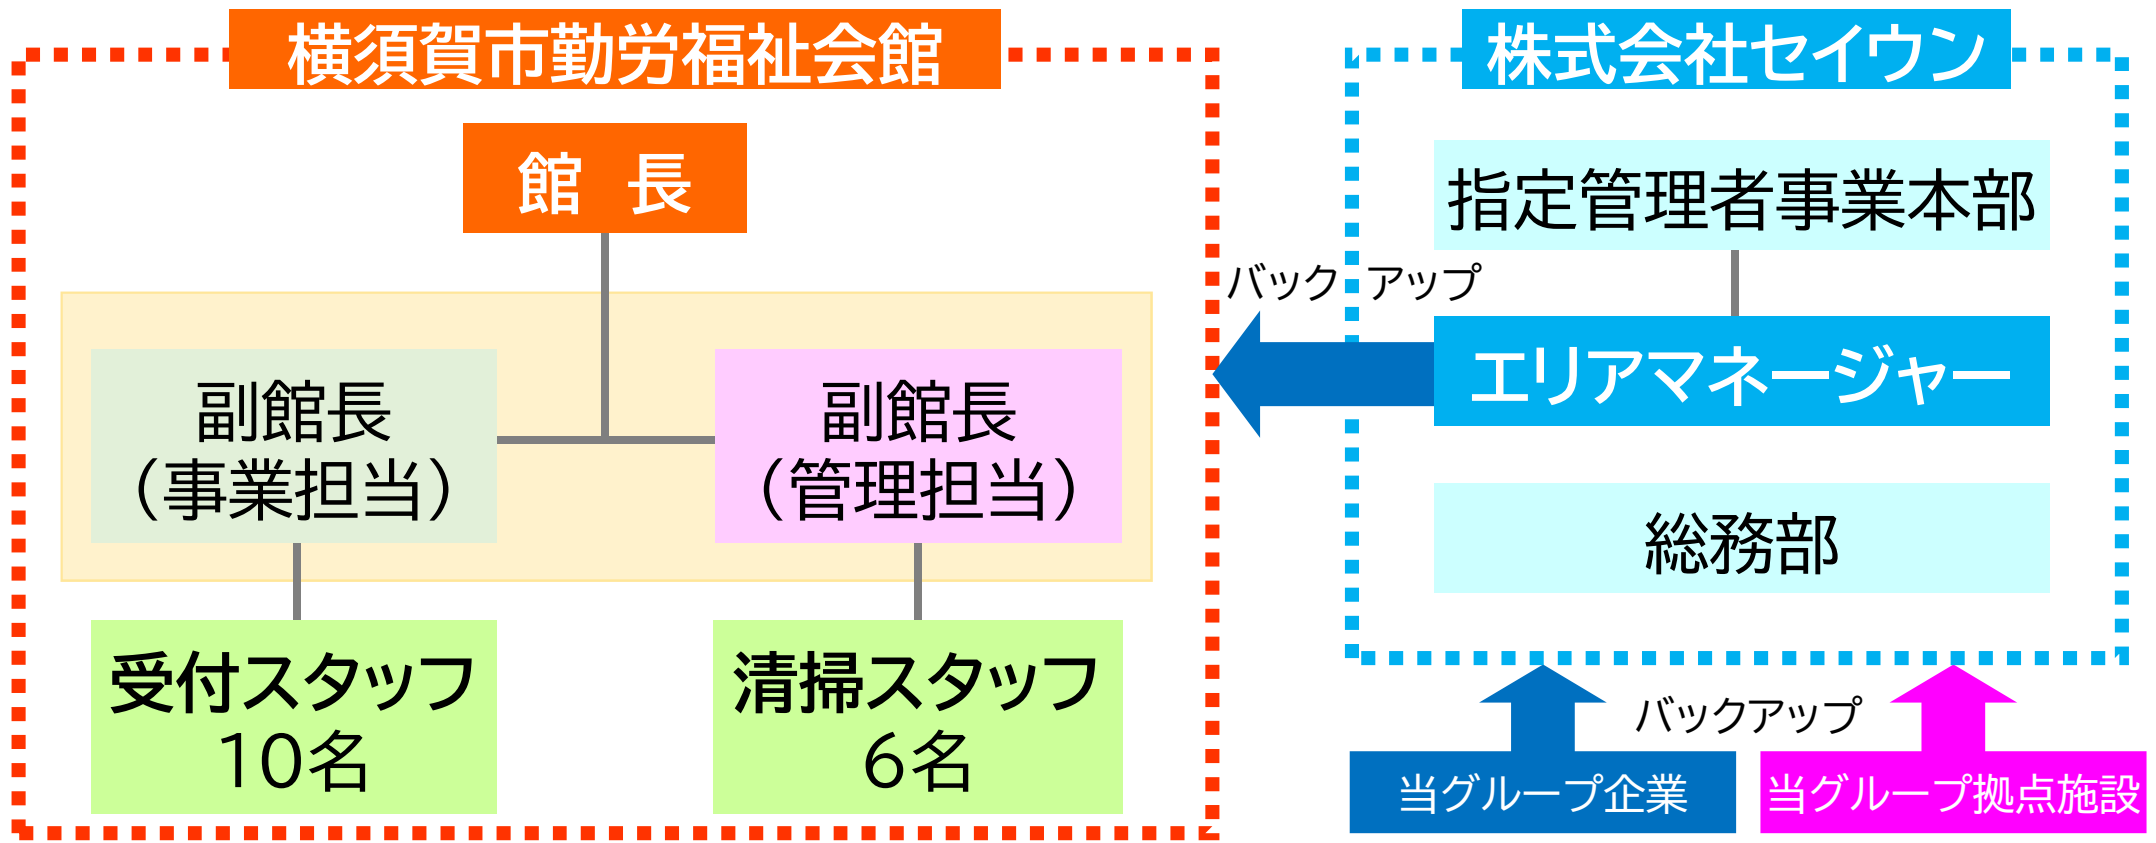 横須賀市勤労福祉会館
館　長
副館長
（事業担当）
副館長
（管理担当）
受付スタッフ
10名
清掃スタッフ
6名
バックアップ
株式会社セイウン
指定管理者事業本部
エリアマネージャー
総務部
バックアップ
当グループ企業
当グループ拠点施設